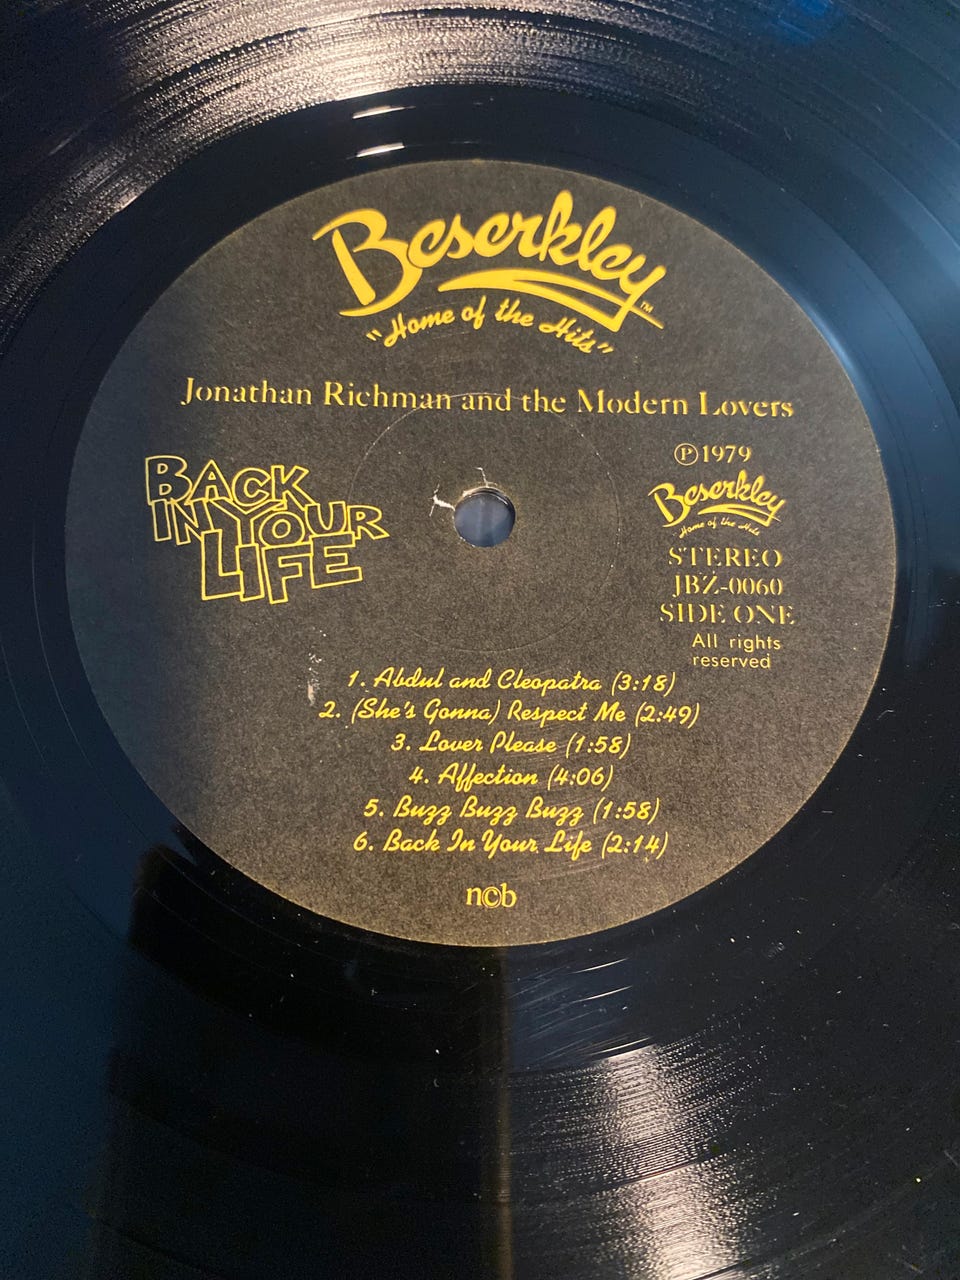 Beserkley™
"Home of the Hits"
Jonathan Richman and the Modern Lovers
BACK
IN YOUR
LIFE
℗1979
Beserkley
Home of the Hits
STEREO
JBZ-0060
SIDE ONE
All rights
reserved
1. Abdul and Cleopatra (3:18)
2. (She's Gonna) Respect Me (2:49)
3. Lover Please (1:58)
4. Affection (4:06)
5. Buzz Buzz Buzz (1:58)
6. Back In Your Life (2:14)
n©b